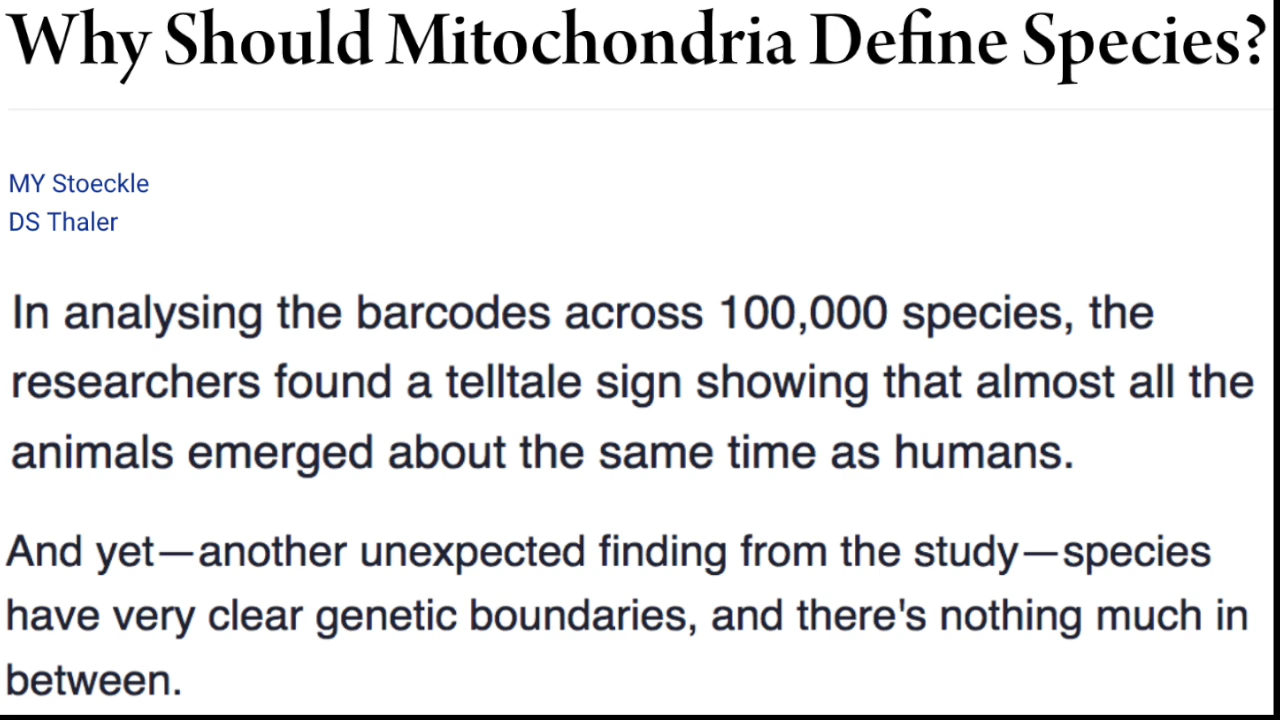 Why Should Mitochondria Define Species?
MY Stoeckle
DS Thaler
In analysing the barcodes across 100,000 species, the
researchers found a telltale sign showing that almost all the
animals emerged about the same time as humans.
And yet—another unexpected finding from the study—species
have very clear genetic boundaries, and there's nothing much in
between.